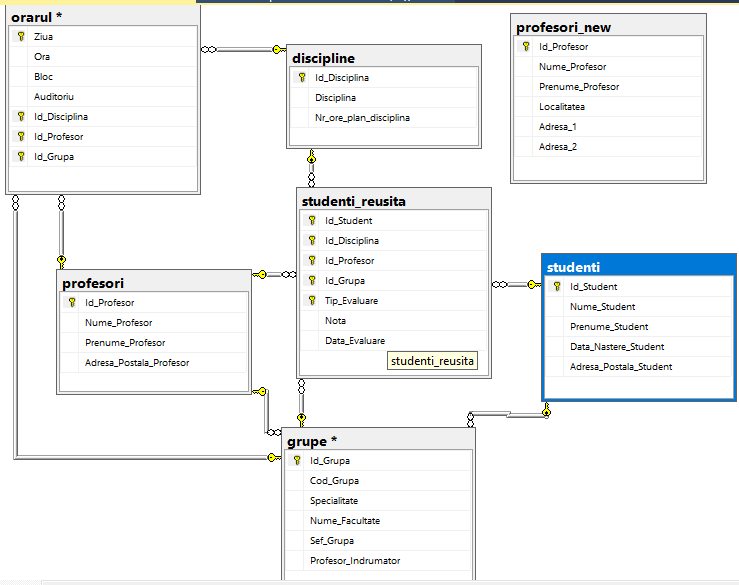 orarul *
Ziua
Ora
Bloc
Auditoriu
Id_Disciplina
Id_Profesor
Id_Grupa
discipline
Id_Disciplina
Disciplina
Nr_ore_plan_disciplina
profesori_new
Id_Profesor
Nume_Profesor
Prenume_Profesor
Localitatea
Adresa_1
Adresa_2
studenti_reusita
Id_Student
Id_Disciplina
Id_Profesor
Id_Grupa
Tip_Evaluare
Nota
Data_Evaluare
studenti_reusita
profesori
Id_Profesor
Nume_Profesor
Prenume_Profesor
Adresa_Postala_Profesor
studenti
Id_Student
Nume_Student
Prenume_Student
Data_Nastere_Student
Adresa_Postala_Student
grupe *
Id_Grupa
Cod_Grupa
Specialitate
Nume_Facultate
Sef_Grupa
Profesor_Indrumator